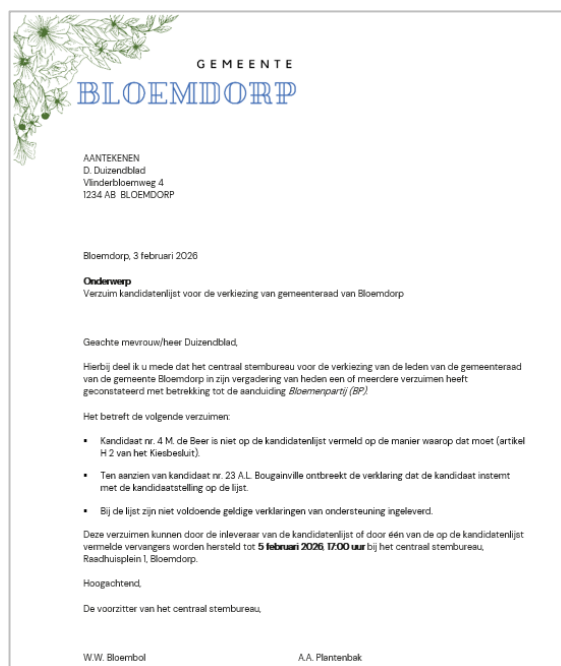 GEMEENTE
BLOEMDORP
AANTEKENEN
D. Duizendblad
Vlinderbloemweg 4
1234 AB BLOEMDORP
Bloemdorp, 3 februari 2026
Onderwerp
Verzuim kandidatenlijst voor de verkiezing van gemeenteraad van Bloemdorp
Geachte mevrouw/heer Duizendblad,
Hierbij deel ik u mede dat het centraal stembureau voor de verkiezing van de leden van de gemeenteraad
van de gemeente Bloemdorp in zijn vergadering van heden een of meerdere verzuimen heeft
geconstateerd met betrekking tot de aanduiding Bloemenpartij (BP).
Het betreft de volgende verzuimen:
▪ Kandidaat nr. 4 M. de Beer is niet op de kandidatenlijst vermeld op de manier waarop dat moet (artikel
H 2 van het Kiesbesluit).
▪ Ten aanzien van kandidaat nr. 23 A.L. Bougainville ontbreekt de verklaring dat de kandidaat instemt
met de kandidaatstelling op de lijst.
▪ Bij de lijst zijn niet voldoende geldige verklaringen van ondersteuning ingeleverd.
Deze verzuimen kunnen door de inleveraar van de kandidatenlijst of door één van de op de kandidatenlijst
vermelde vervangers worden hersteld tot 5 februari 2026, 17:00 uur bij het centraal stembureau,
Raadhuisplein 1, Bloemdorp.
Hoogachtend,
De voorzitter van het centraal stembureau,
W.W. Bloembol A.A. Plantenbak